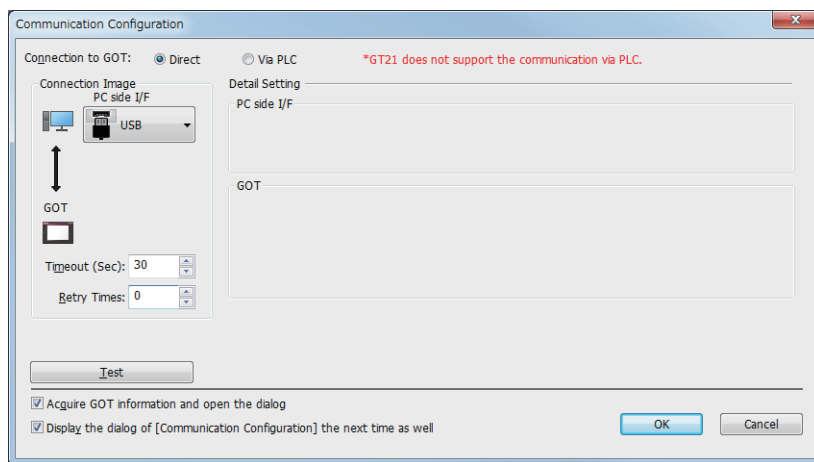 Communication Configuration
Connection to GOT: Direct Via PLC *GT21 does not support the communication via PLC.
Connection Image
PC side I/F
USB
GOT
Timeout (Sec): 30
Retry Times: 0
Detail Setting
PC side I/F
GOT
Test
Acquire GOT information and open the dialog
Display the dialog of [Communication Configuration] the next time as well
OK Cancel